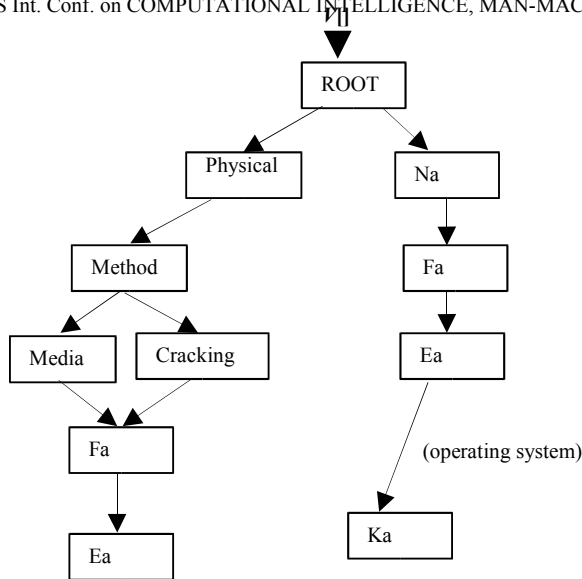 S Int. Conf. on COMPUTATIONAL INTELLIGENCE, MAN-MAC
ROOT
Physical
Na
Method
Fa
Media
Cracking
Ea
Fa
(operating system)
Ka
Ea